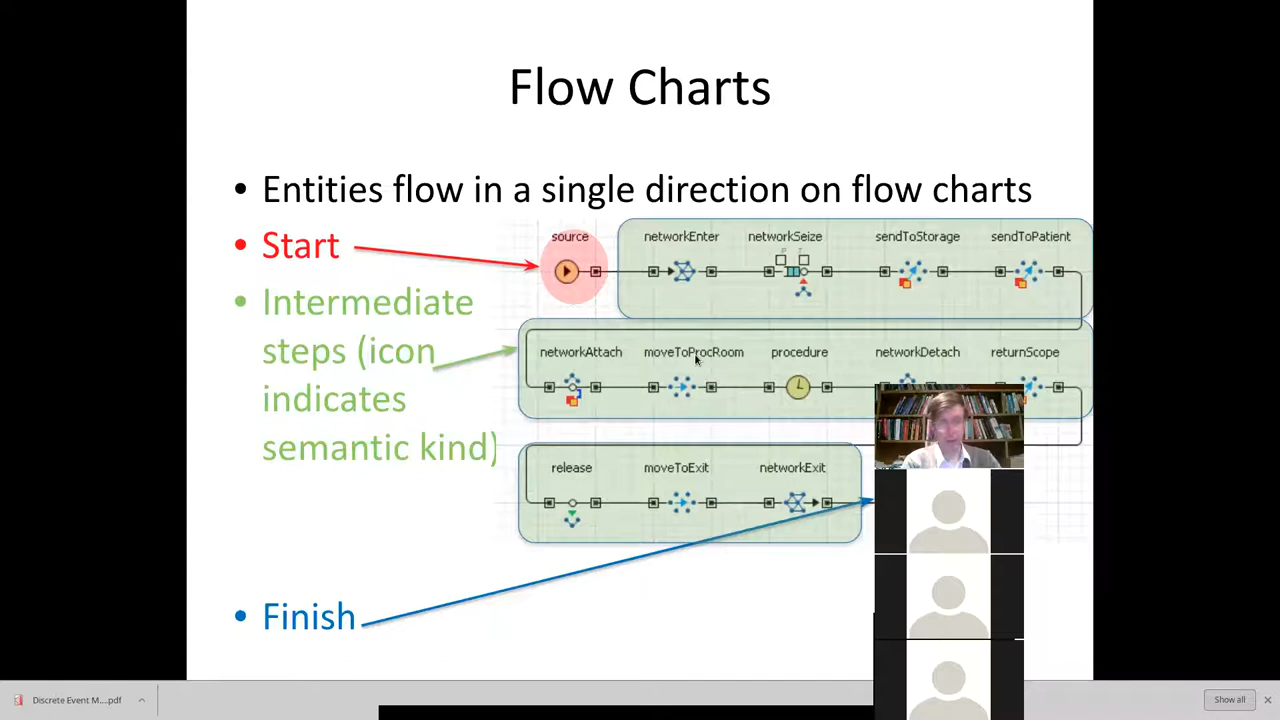 Flow Charts
• Entities flow in a single direction on flow charts
• Start
• Intermediate
steps (icon
indicates
semantic kind)
• Finish
source networkEnter networkSeize sendToStorage sendToPatient
networkAttach moveToProcRoom procedure networkDetach returnScope
release moveToExit networkExit
Discrete Event M....pdf
Show all